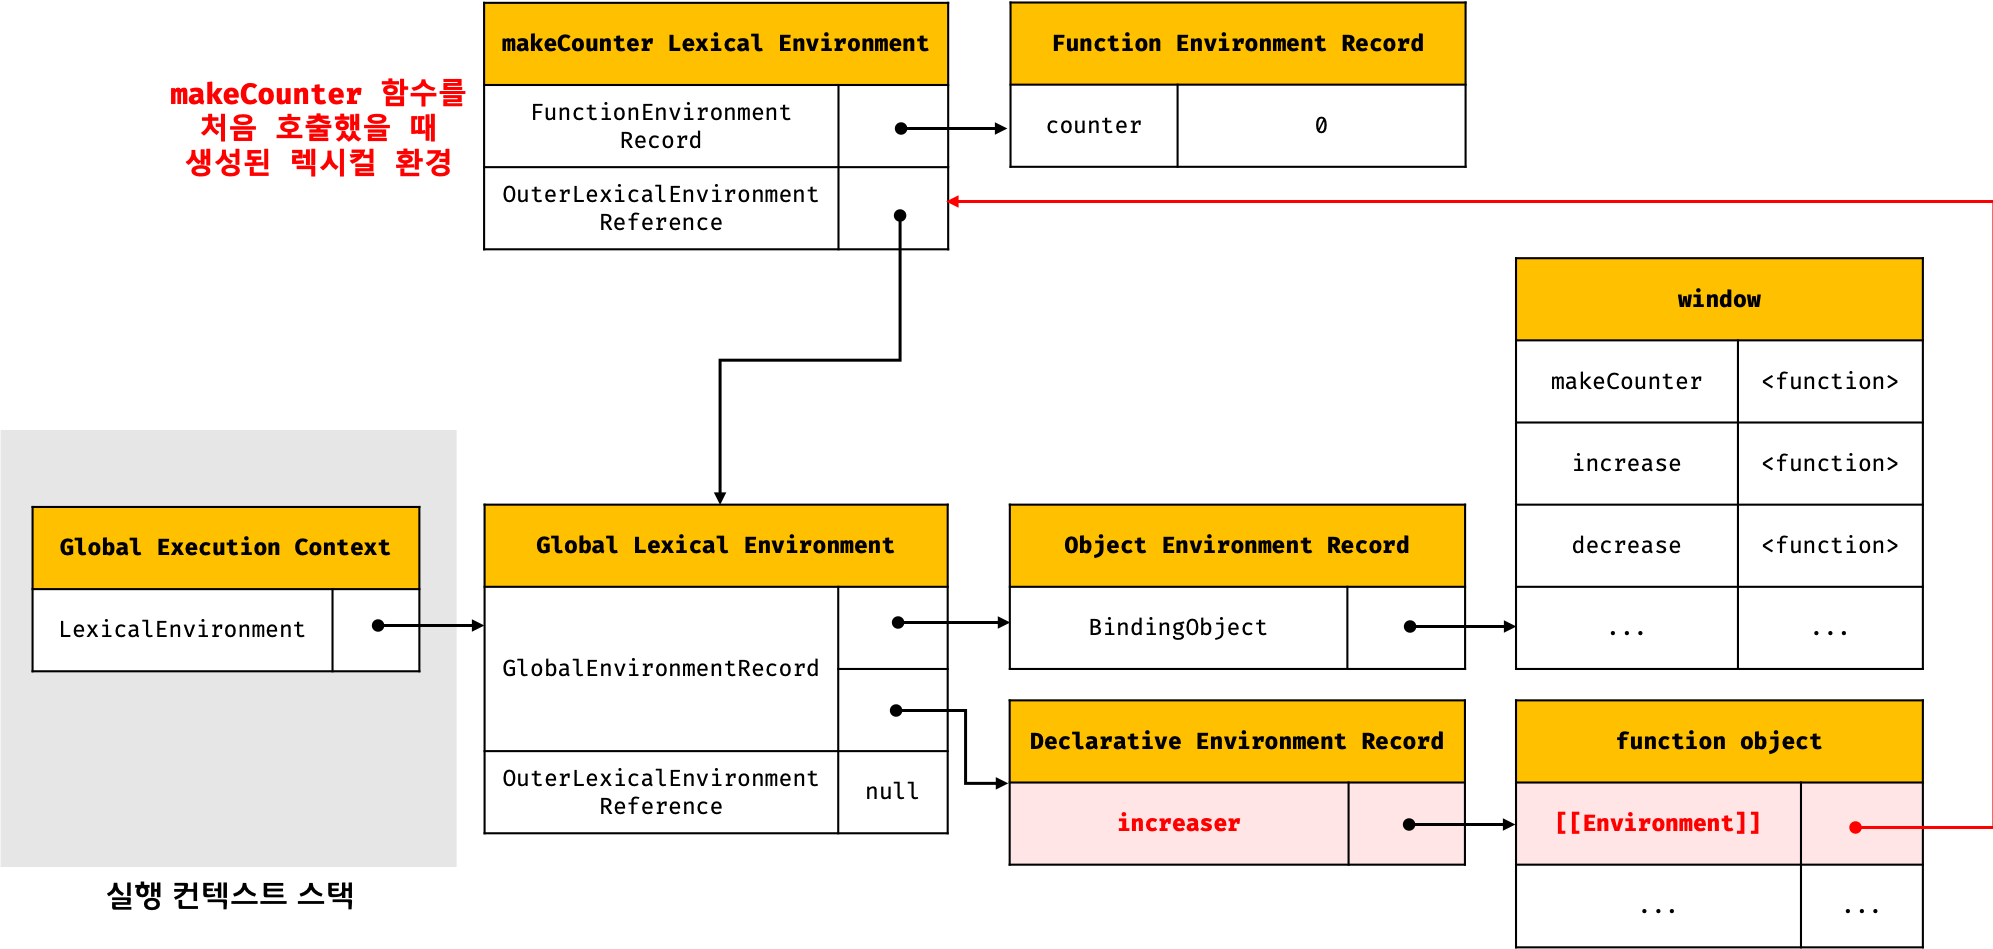 makeCounter 함수를
처음 호출했을 때
생성된 렉시컬 환경
makeCounter Lexical Environment
FunctionEnvironment
Record
OuterLexicalEnvironment
Reference
Function Environment Record
counter 0
window
makeCounter <function>
increase <function>
decrease <function>
... ...
Global Execution Context
LexicalEnvironment
실행 컨텍스트 스택
Global Lexical Environment
GlobalEnvironmentRecord
OuterLexicalEnvironment
Reference
null
Object Environment Record
BindingObject
Declarative Environment Record
increaser
function object
[[Environment]]
... ...